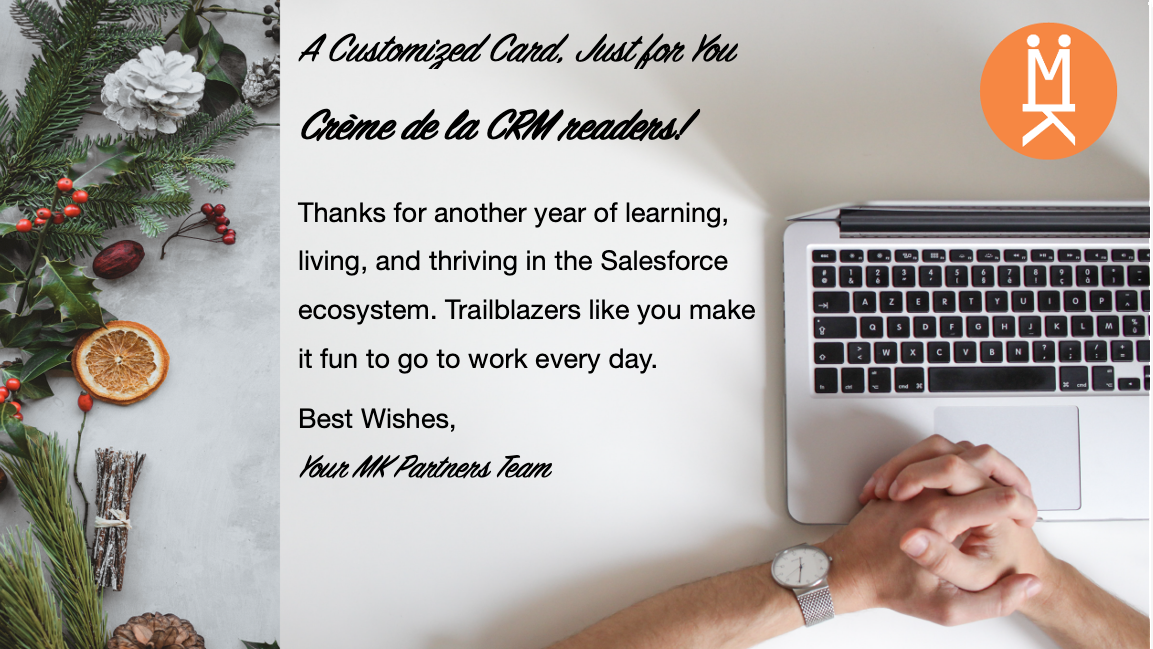 A Customized Card, Just for You
Crème de la CRM readers!
Thanks for another year of learning,
living, and thriving in the Salesforce
ecosystem. Trailblazers like you make
it fun to go to work every day.
Best Wishes,
Your MK Partners Team
MK